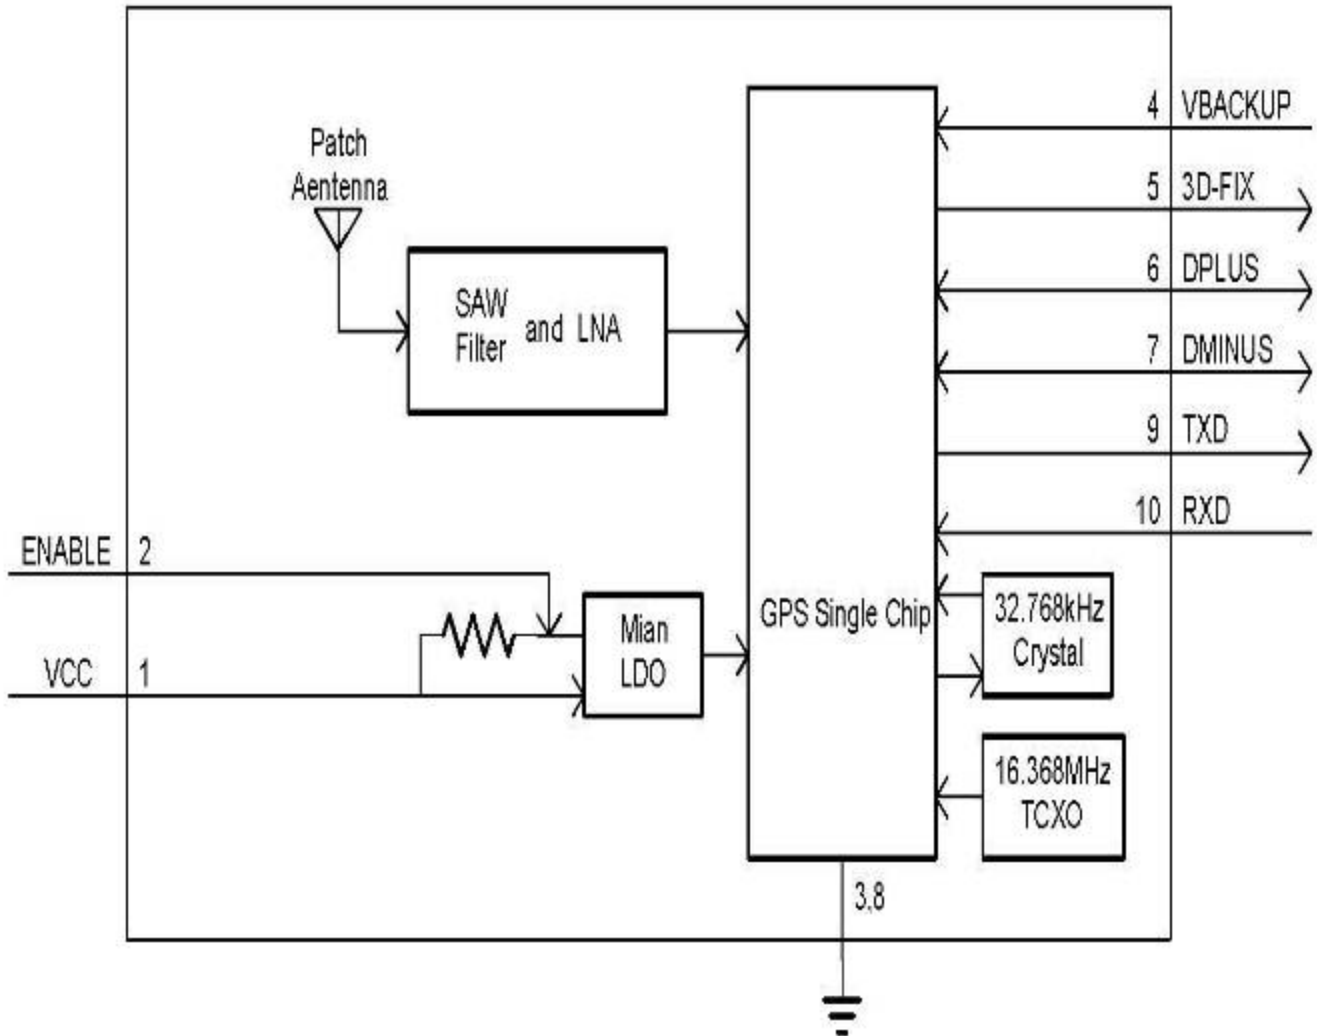 Patch
Aentenna
SAW
Filter
and LNA
ENABLE 2
VCC 1
Mian
LDO
GPS Single Chip
4 VBACKUP
5 3D-FIX
6 DPLUS
7 DMINUS
9 TXD
10 RXD
32.768kHz
Crystal
16.368MHz
TCXO
3,8